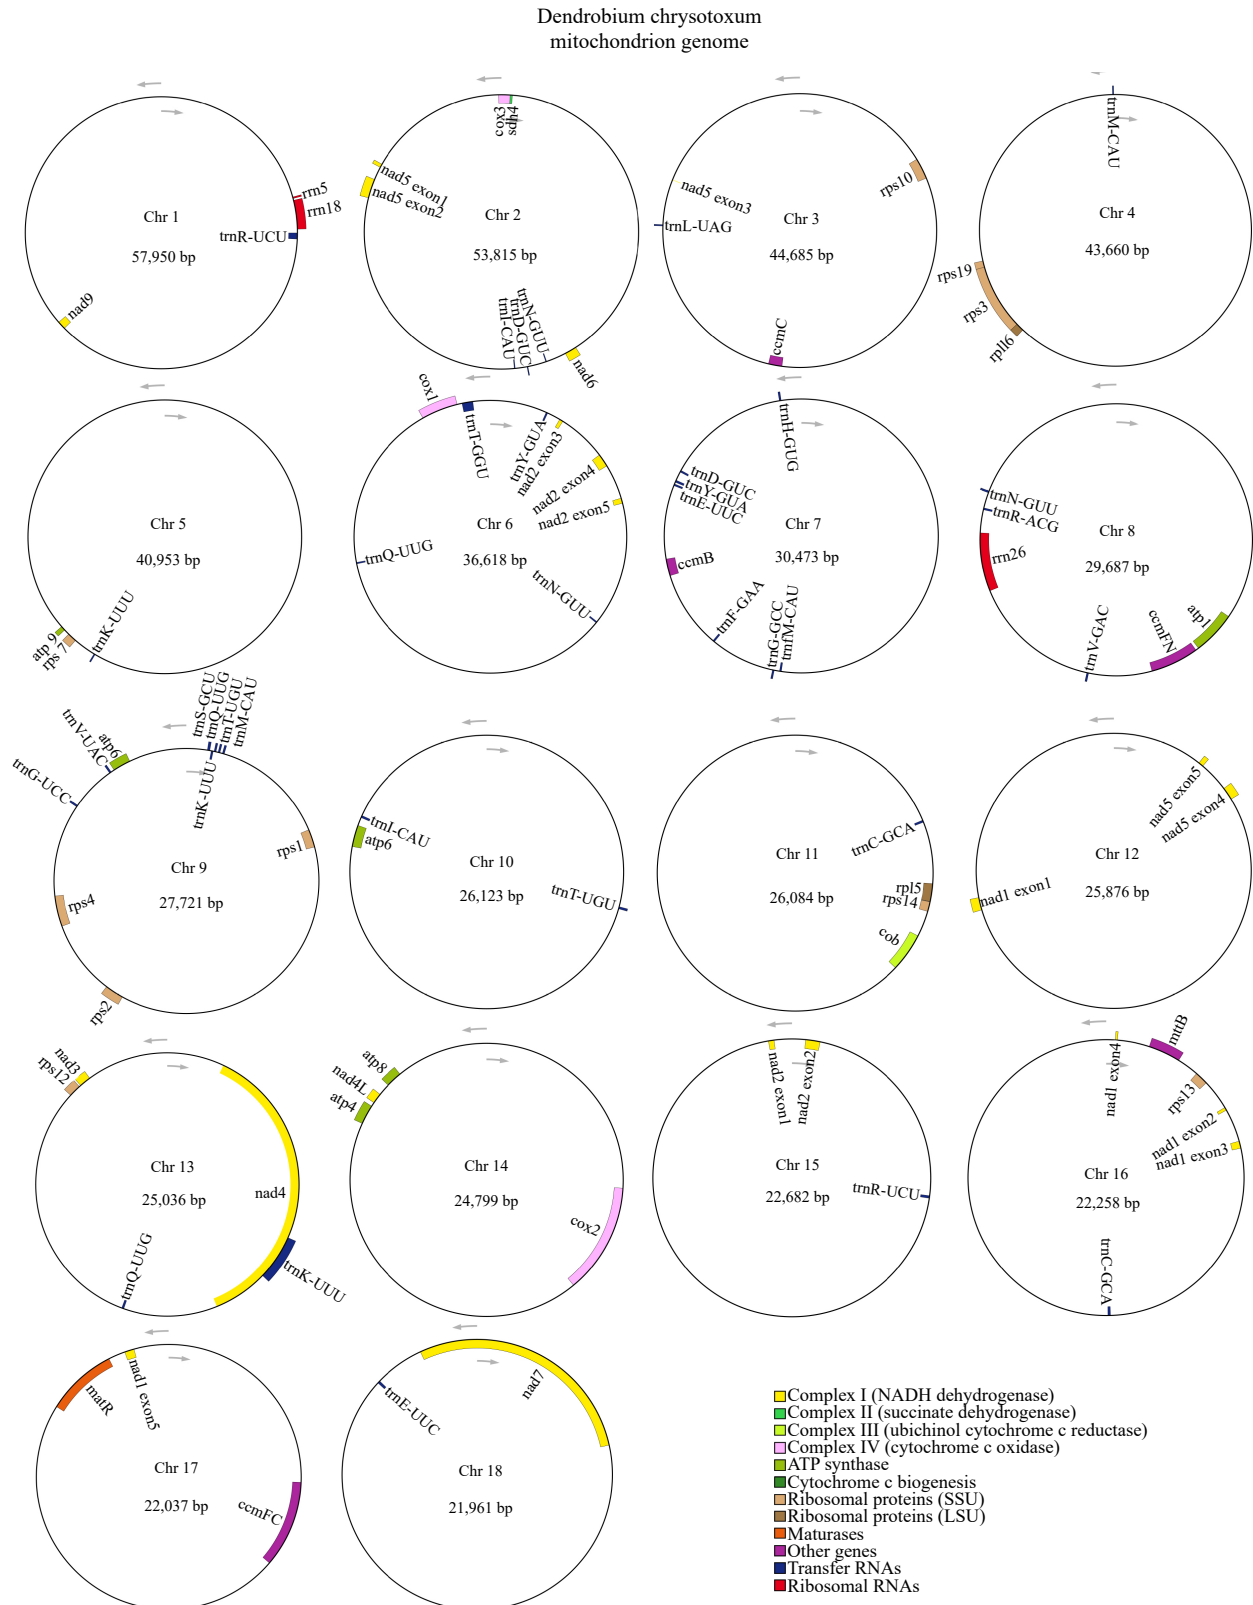 Dendrobium chrysotoxum
mitochondrion genome
rrn5
rrn18
trnR-UCU
nad9
Chr 1
57,950 bp
cox3
sdh4
nad5 exon1
nad5 exon2
trnI-CAU
trnD-GUC
trnN-GUU
nad6
Chr 2
53,815 bp
rps10
nad5 exon3
trnL-UAG
ccmC
Chr 3
44,685 bp
trnM-CAU
rps19
rps3
rpl16
Chr 4
43,660 bp
Chr 5
40,953 bp
trnK-UUU
atp 9
rps 7
cox1
trnT-GGU
trnY-GUA
nad2 exon3
nad2 exon4
nad2 exon5
trnQ-UUG
trnN-GUU
Chr 6
36,618 bp
trnH-GUG
trnD-GUC
trnY-GUA
trnE-UUC
ccmB
trnF-GAA
trnG-GCC
trnfM-CAU
Chr 7
30,473 bp
trnN-GUU
trnR-ACG
rrn26
trnV-GAC
ccmFN
atp1
Chr 8
29,687 bp
trnS-GCU
trnQ-UUG
trnT-UGU
trnM-CAU
trnK-UUU
atp6
trnV-UAC
trnG-UCC
rps1
rps4
rps2
Chr 9
27,721 bp
trnI-CAU
atp6
trnT-UGU
Chr 10
26,123 bp
trnC-GCA
rpl5
rps14
cob
Chr 11
26,084 bp
nad5 exon5
nad5 exon4
nad1 exon1
Chr 12
25,876 bp
nad3
rps12
nad4
trnK-UUU
trnQ-UUG
Chr 13
25,036 bp
atp8
nad4L
atp4
cox2
Chr 14
24,799 bp
nad2 exon1
nad2 exon2
trnR-UCU
Chr 15
22,682 bp
nad1 exon4
mttB
rps13
nad1 exon2
nad1 exon3
trnC-GCA
Chr 16
22,258 bp
matR
nad1 exon5
ccmFC
Chr 17
22,037 bp
nad7
trnE-UUC
Chr 18
21,961 bp
Complex I (NADH dehydrogenase)
Complex II (succinate dehydrogenase)
Complex III (ubichinol cytochrome c reductase)
Complex IV (cytochrome c oxidase)
ATP synthase
Cytochrome c biogenesis
Ribosomal proteins (SSU)
Ribosomal proteins (LSU)
Maturases
Other genes
Transfer RNAs
Ribosomal RNAs